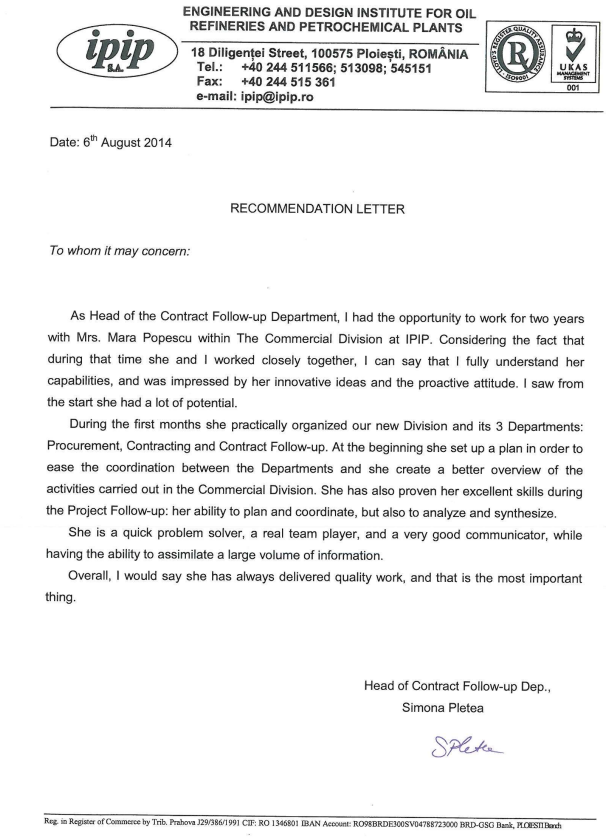 ipip
S.A.
ENGINEERING AND DESIGN INSTITUTE FOR OIL
REFINERIES AND PETROCHEMICAL PLANTS
18 Diligenței Street, 100575 Ploiești, ROMÂNIA
Tel.: +40 244 511566; 513098; 545151
Fax: +40 244 515 361
e-mail: ipip@ipip.ro
LLOYD'S REGISTER QUALITY ASSURANCE
LR
ISO9001
UKAS
MANAGEMENT
SYSTEMS
001
Date: 6th August 2014
RECOMMENDATION LETTER
To whom it may concern:
As Head of the Contract Follow-up Department, I had the opportunity to work for two years
with Mrs. Mara Popescu within The Commercial Division at IPIP. Considering the fact that
during that time she and I worked closely together, I can say that I fully understand her
capabilities, and was impressed by her innovative ideas and the proactive attitude. I saw from
the start she had a lot of potential.
During the first months she practically organized our new Division and its 3 Departments:
Procurement, Contracting and Contract Follow-up. At the beginning she set up a plan in order to
ease the coordination between the Departments and she create a better overview of the
activities carried out in the Commercial Division. She has also proven her excellent skills during
the Project Follow-up: her ability to plan and coordinate, but also to analyze and synthesize.
She is a quick problem solver, a real team player, and a very good communicator, while
having the ability to assimilate a large volume of information.
Overall, I would say she has always delivered quality work, and that is the most important
thing.
Head of Contract Follow-up Dep.,
Simona Pletea
SPletea
Reg. in Register of Commerce by Trib. Prahova J29/386/1991 CIF: RO 1346801 IBAN Account: RO98BRDE300SV04788723000 BRD-GSG Bank, PLOIESTI Branch